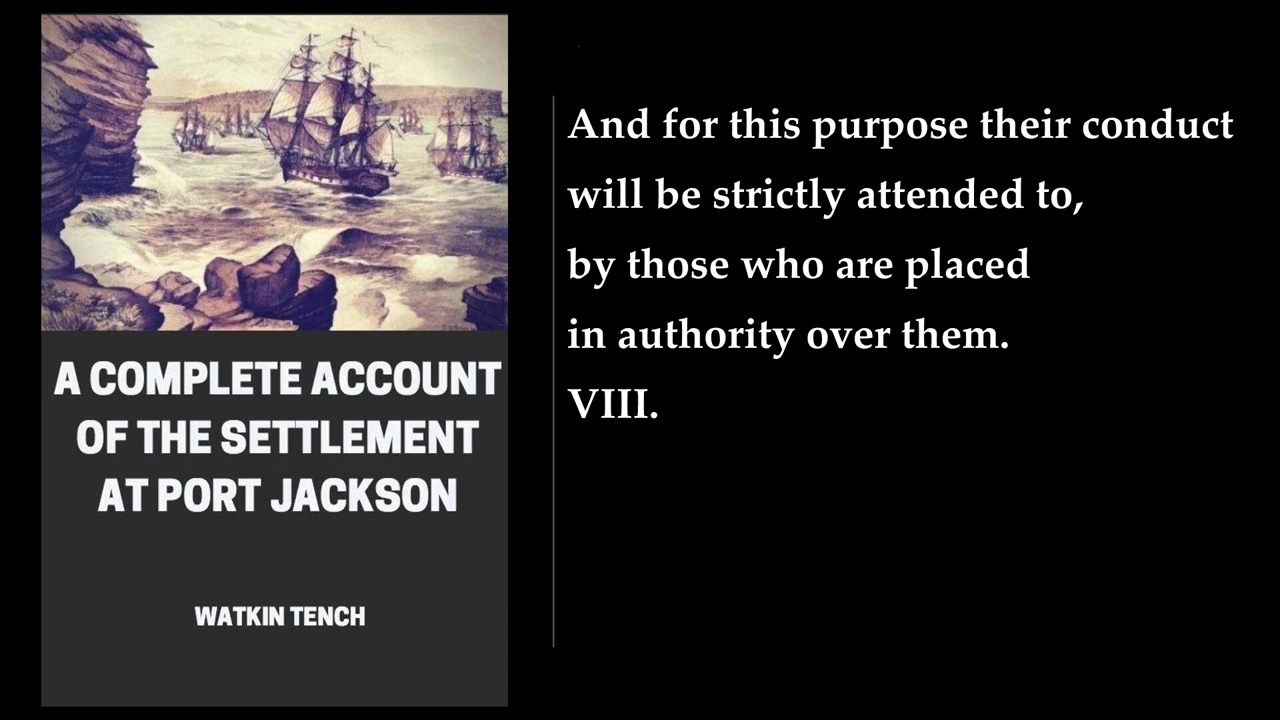 A COMPLETE ACCOUNT
OF THE SETTLEMENT
AT PORT JACKSON
WATKIN TENCH
And for this purpose their conduct
will be strictly attended to,
by those who are placed
in authority over them.
VIII.